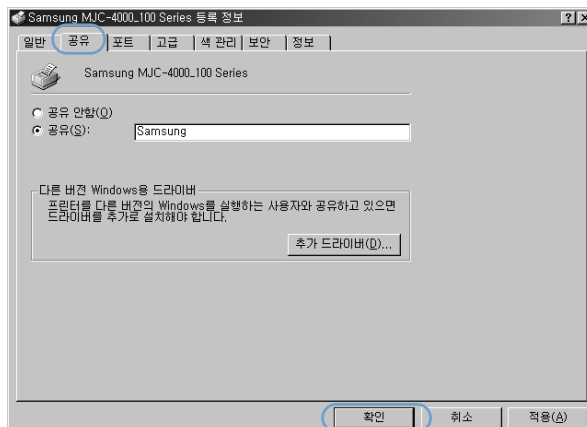 Samsung MJC-4000_100 Series 등록 정보
일반 공유 포트 고급 색 관리 보안 정보
Samsung MJC-4000_100 Series
공유 안함(O)
공유(S): Samsung
다른 버전 Windows용 드라이버
프린터를 다른 버전의 Windows를 실행하는 사용자와 공유하고 있으면
드라이버를 추가로 설치해야 합니다.
추가 드라이버(D)...
확인 취소 적용(A)